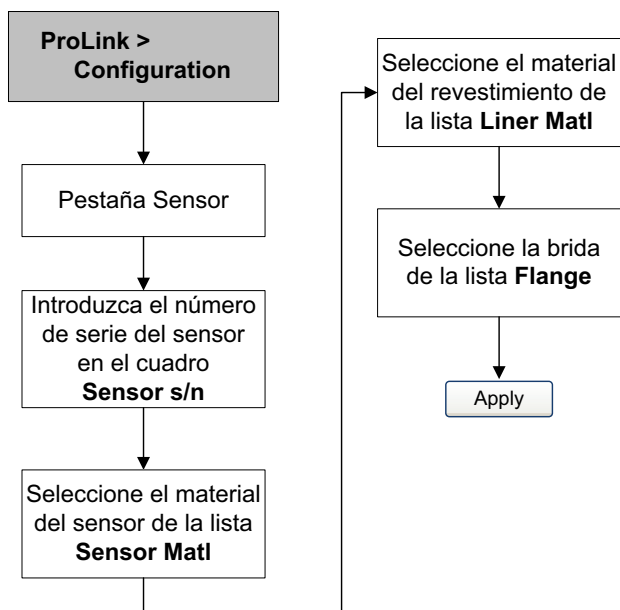 ProLink >
Configuration
Pestaña Sensor
Introduzca el número
de serie del sensor
en el cuadro
Sensor s/n
Seleccione el material
del sensor de la lista
Sensor Matl
Seleccione el material
del revestimiento de
la lista Liner Matl
Seleccione la brida
de la lista Flange
Apply